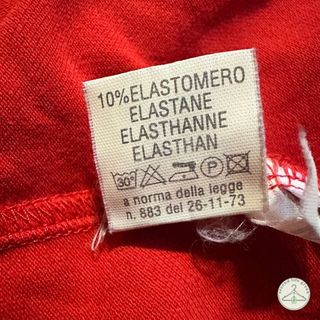 10% ELASTOMERO
ELASTANE
ELASTHANNE
ELASTHAN
30° P
a norma della legge
n. 883 del 26-11-73